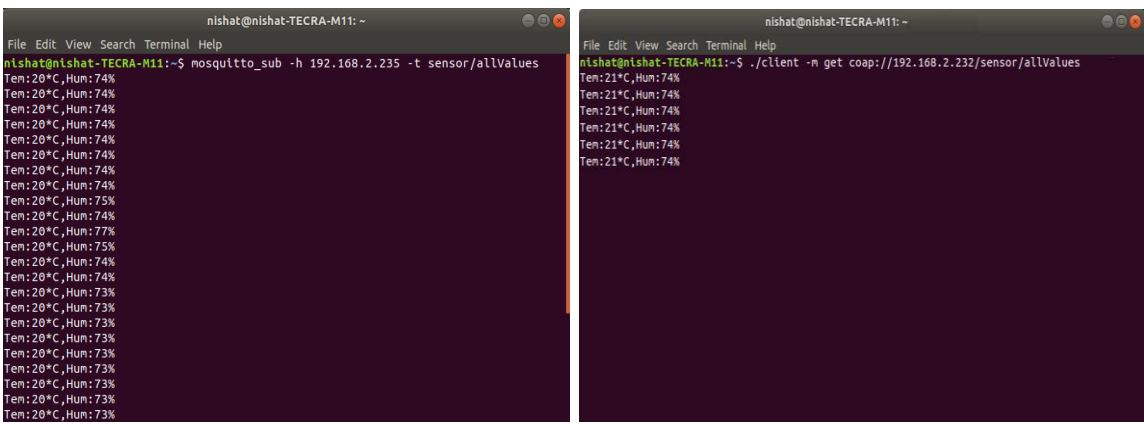 nishat@nishat-TECRA-M11: ~
File Edit View Search Terminal Help
nishat@nishat-TECRA-M11:~$ mosquitto_sub -h 192.168.2.235 -t sensor/allValues
Tem:20*C,Hum:74%
Tem:20*C,Hum:74%
Tem:20*C,Hum:74%
Tem:20*C,Hum:74%
Tem:20*C,Hum:74%
Tem:20*C,Hum:74%
Tem:20*C,Hum:74%
Tem:20*C,Hum:74%
Tem:20*C,Hum:75%
Tem:20*C,Hum:74%
Tem:20*C,Hum:77%
Tem:20*C,Hum:75%
Tem:20*C,Hum:74%
Tem:20*C,Hum:74%
Tem:20*C,Hum:73%
Tem:20*C,Hum:73%
Tem:20*C,Hum:73%
Tem:20*C,Hum:73%
Tem:20*C,Hum:73%
Tem:20*C,Hum:73%
Tem:20*C,Hum:73%
Tem:20*C,Hum:73%
Tem:20*C,Hum:73%
nishat@nishat-TECRA-M11: ~
File Edit View Search Terminal Help
nishat@nishat-TECRA-M11:~$ ./client -m get coap://192.168.2.232/sensor/allValues
Tem:21*C,Hum:74%
Tem:21*C,Hum:74%
Tem:21*C,Hum:74%
Tem:21*C,Hum:74%
Tem:21*C,Hum:74%
Tem:21*C,Hum:74%